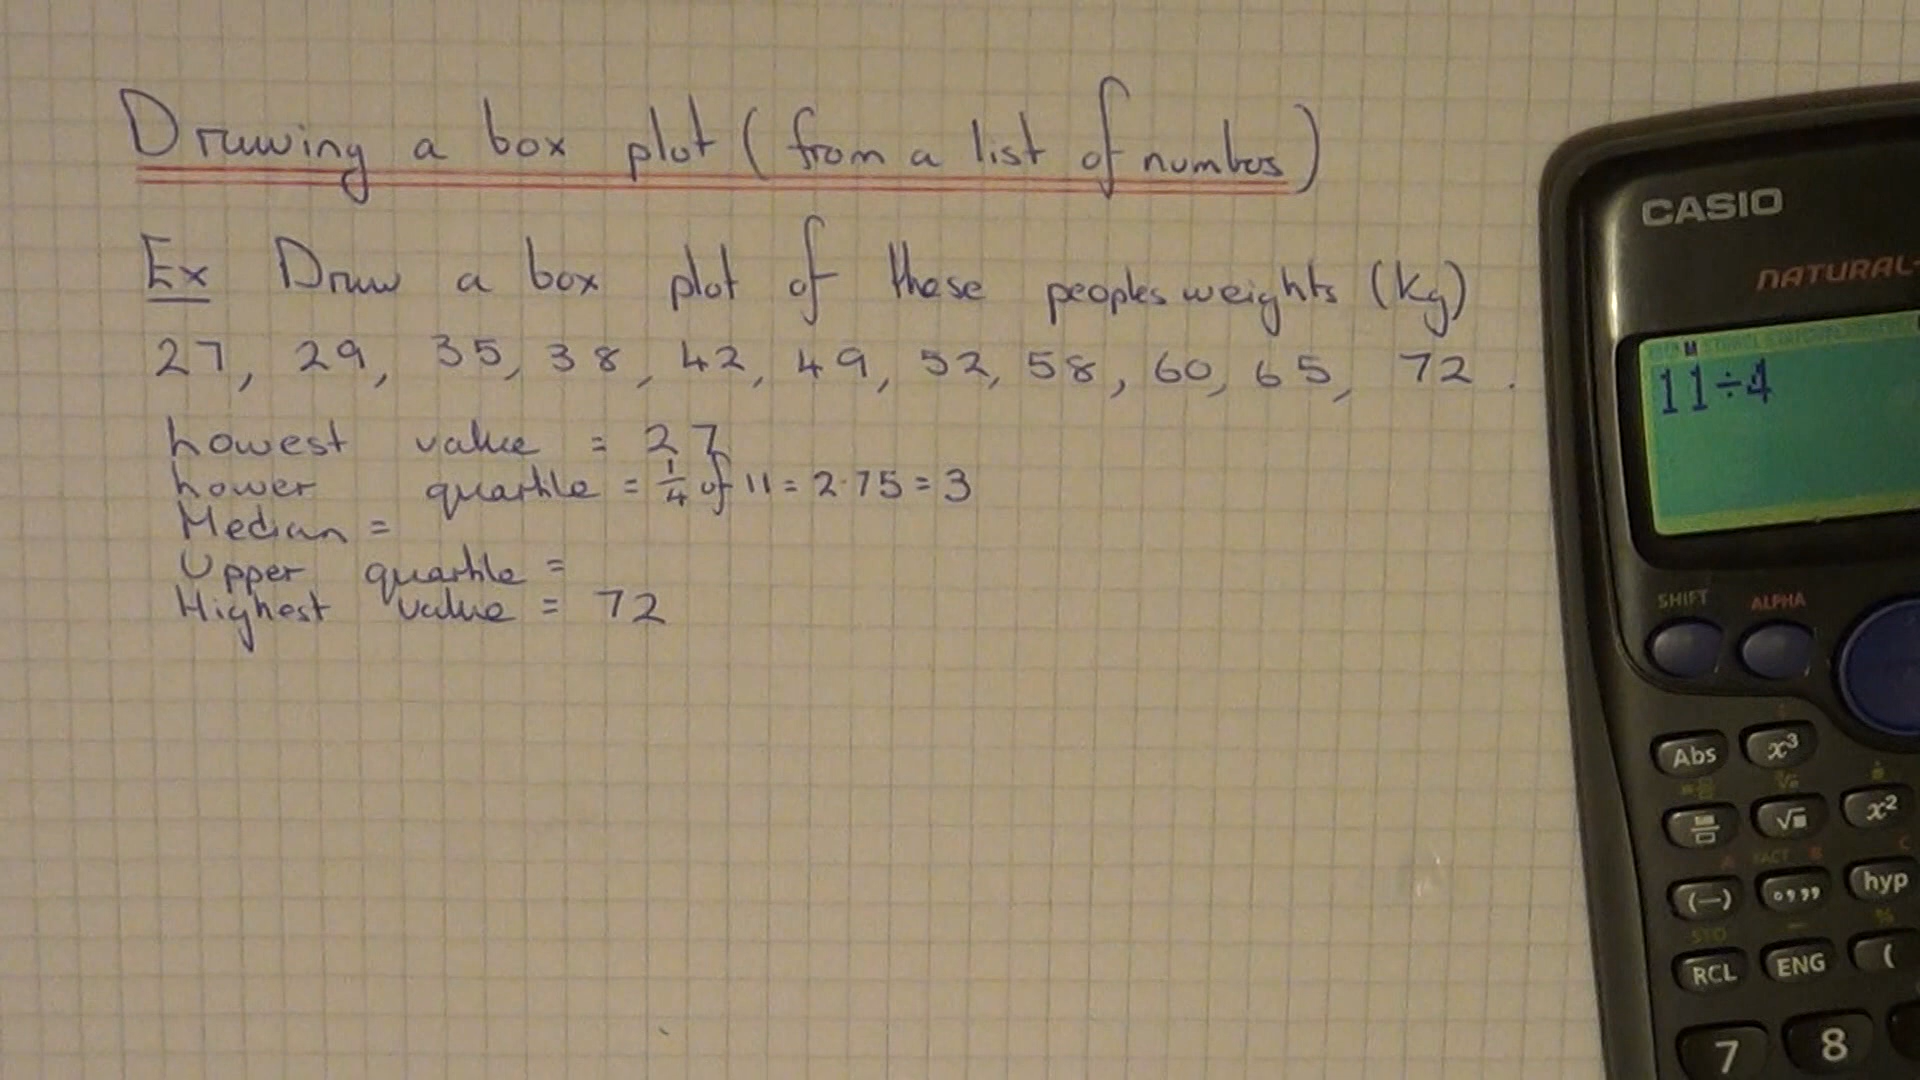 Drawing a box plot (from a list of numbers)
Ex Draw a box plot of these peoples weights (kg)
27, 29, 35, 38, 42, 49, 52, 58, 60, 65, 72.
Lowest value = 27
Lower quartile = 1/4 of 11 = 2.75 = 3
Median =
Upper quartile =
Highest value = 72
CASIO
NATURAL-
11÷4
SHIFT ALPHA
Abs x³
√■ x²
(—) hyp
RCL ENG (
7 8